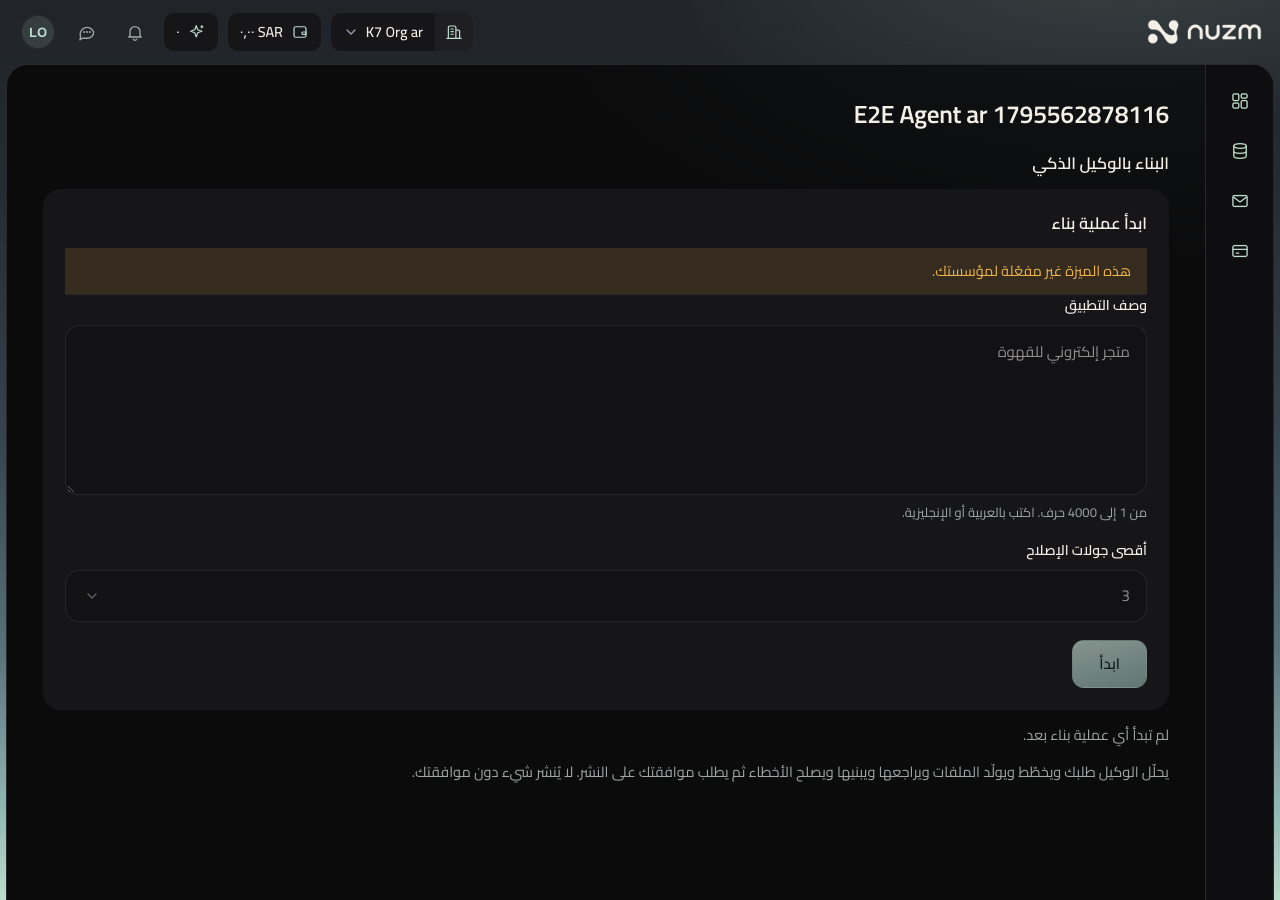 nuzm
K7 Org ar
٠,٠٠ SAR
٠
LO
E2E Agent ar 1795562878116
البناء بالوكيل الذكي
ابدأ عملية بناء
هذه الميزة غير مفعّلة لمؤسستك.
وصف التطبيق
متجر إلكتروني للقهوة
من 1 إلى 4000 حرف. اكتب بالعربية أو الإنجليزية.
أقصى جولات الإصلاح
3
ابدأ
لم تبدأ أي عملية بناء بعد.
يحلّل الوكيل طلبك ويخطّط ويولّد الملفات ويراجعها ويبنيها ويصلح الأخطاء ثم يطلب موافقتك على النشر. لا يُنشر شيء دون موافقتك.